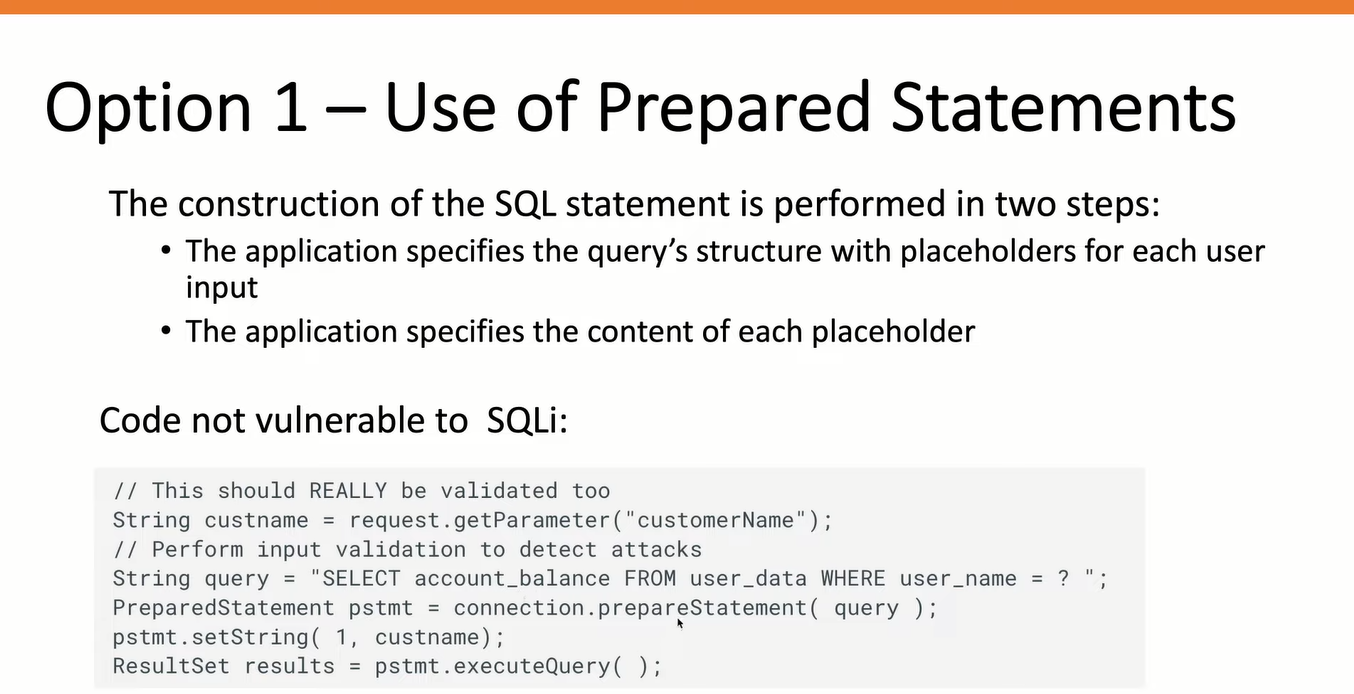 Option 1 – Use of Prepared Statements
The construction of the SQL statement is performed in two steps:
• The application specifies the query’s structure with placeholders for each user
input
• The application specifies the content of each placeholder
Code not vulnerable to  SQLi:
// This should REALLY be validated too
String custname = request.getParameter("customerName");
// Perform input validation to detect attacks
String query = "SELECT account_balance FROM user_data WHERE user_name = ? ";
PreparedStatement pstmt = connection.prepareStatement( query );
pstmt.setString( 1, custname);
ResultSet results = pstmt.executeQuery( );